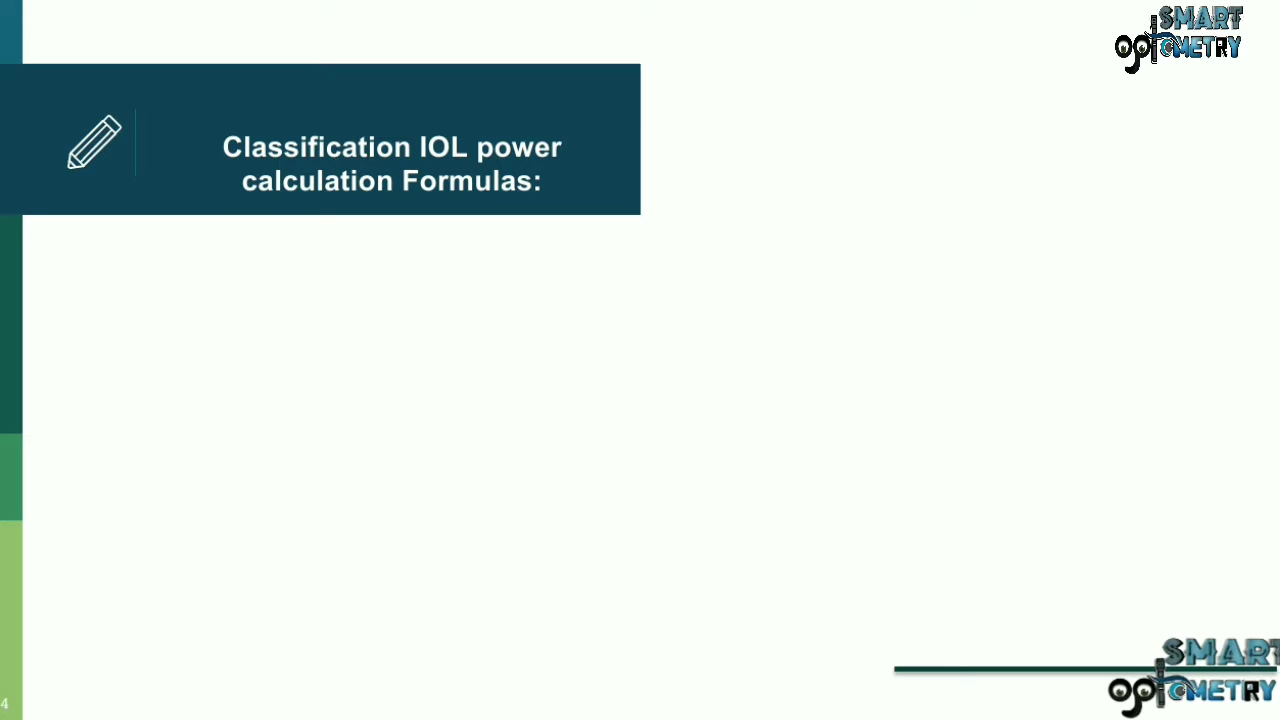 SMART
OPTOMETRY
Classification IOL power
calculation Formulas:
SMART
OPTOMETRY
4